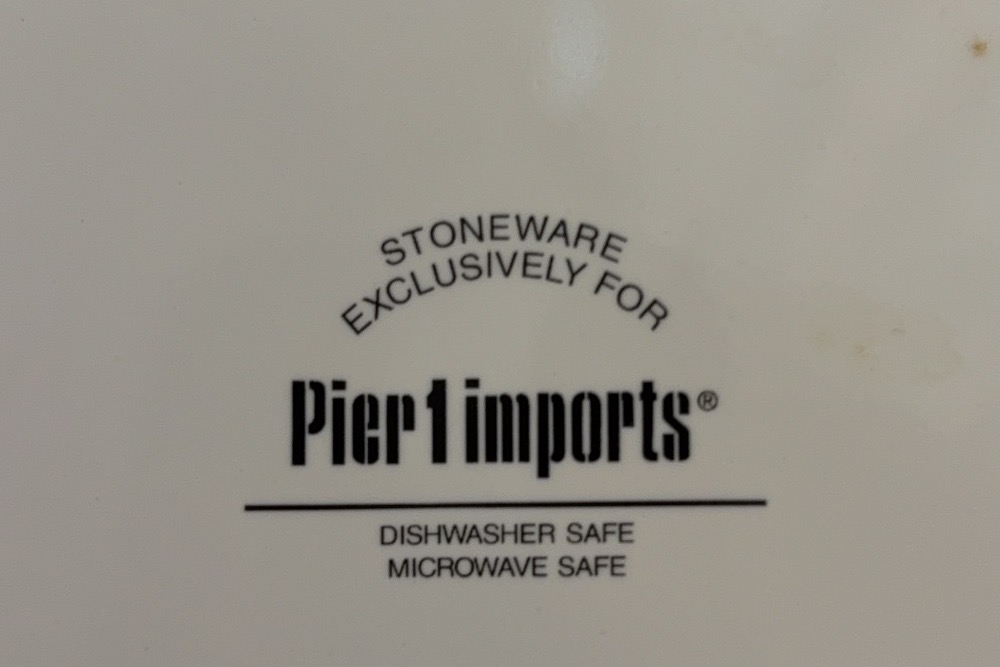 STONEWARE
EXCLUSIVELY FOR
Pier 1 imports®
DISHWASHER SAFE
MICROWAVE SAFE